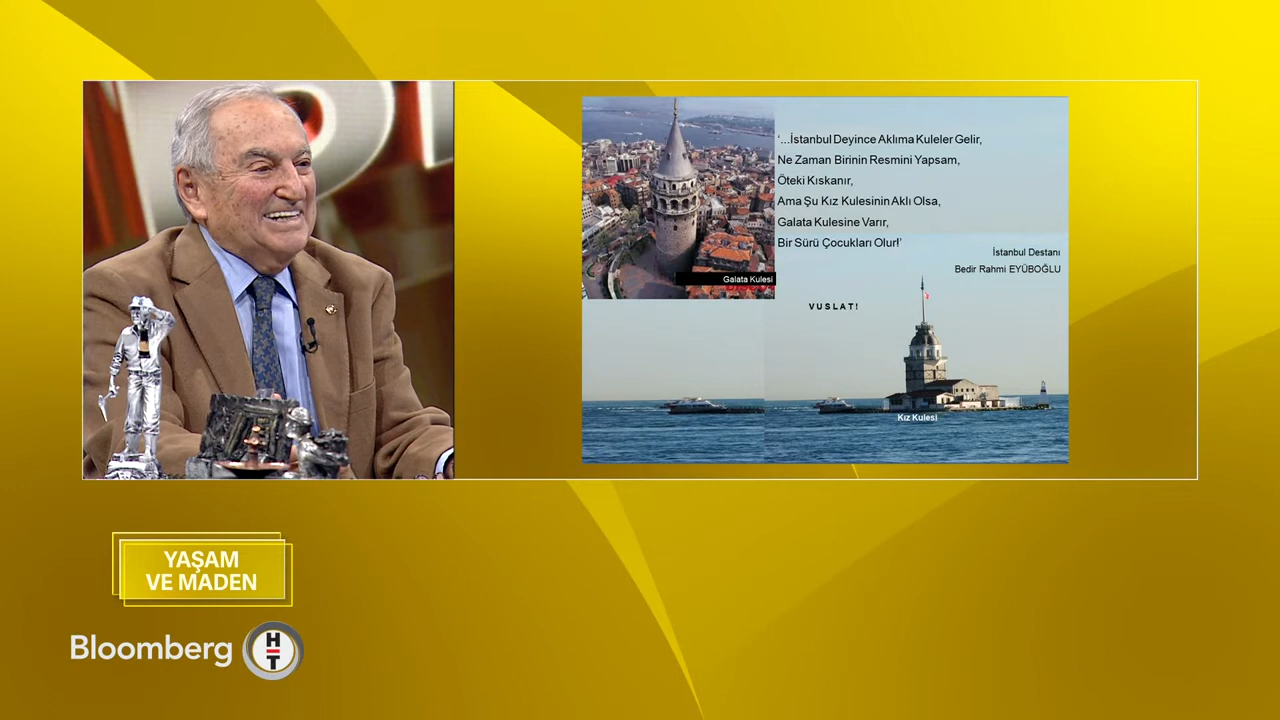 '...İstanbul Deyince Aklıma Kuleler Gelir,
Ne Zaman Birinin Resmini Yapsam,
Öteki Kıskanır,
Ama Şu Kız Kulesinin Aklı Olsa,
Galata Kulesine Varır,
Bir Sürü Çocukları Olur!'
İstanbul Destanı
Bedir Rahmi EYÜBOĞLU
Galata Kulesi
VUSLAT!
Kız Kulesi
YAŞAM
VE MADEN
Bloomberg HT